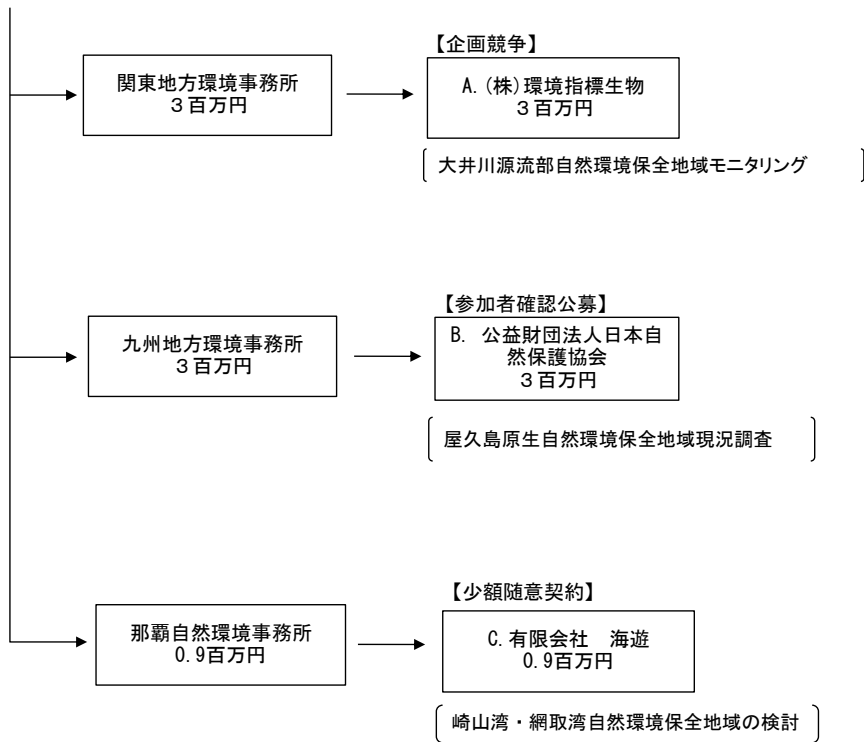 【企画競争】
関東地方環境事務所
３百万円
A. (株)環境指標生物
３百万円
大井川源流部自然環境保全地域モニタリング
【参加者確認公募】
九州地方環境事務所
３百万円
B. 公益財団法人日本自
然保護協会
３百万円
屋久島原生自然環境保全地域現況調査
【少額随意契約】
那覇自然環境事務所
0.9百万円
C. 有限会社　海遊
0.9百万円
崎山湾・網取湾自然環境保全地域の検討